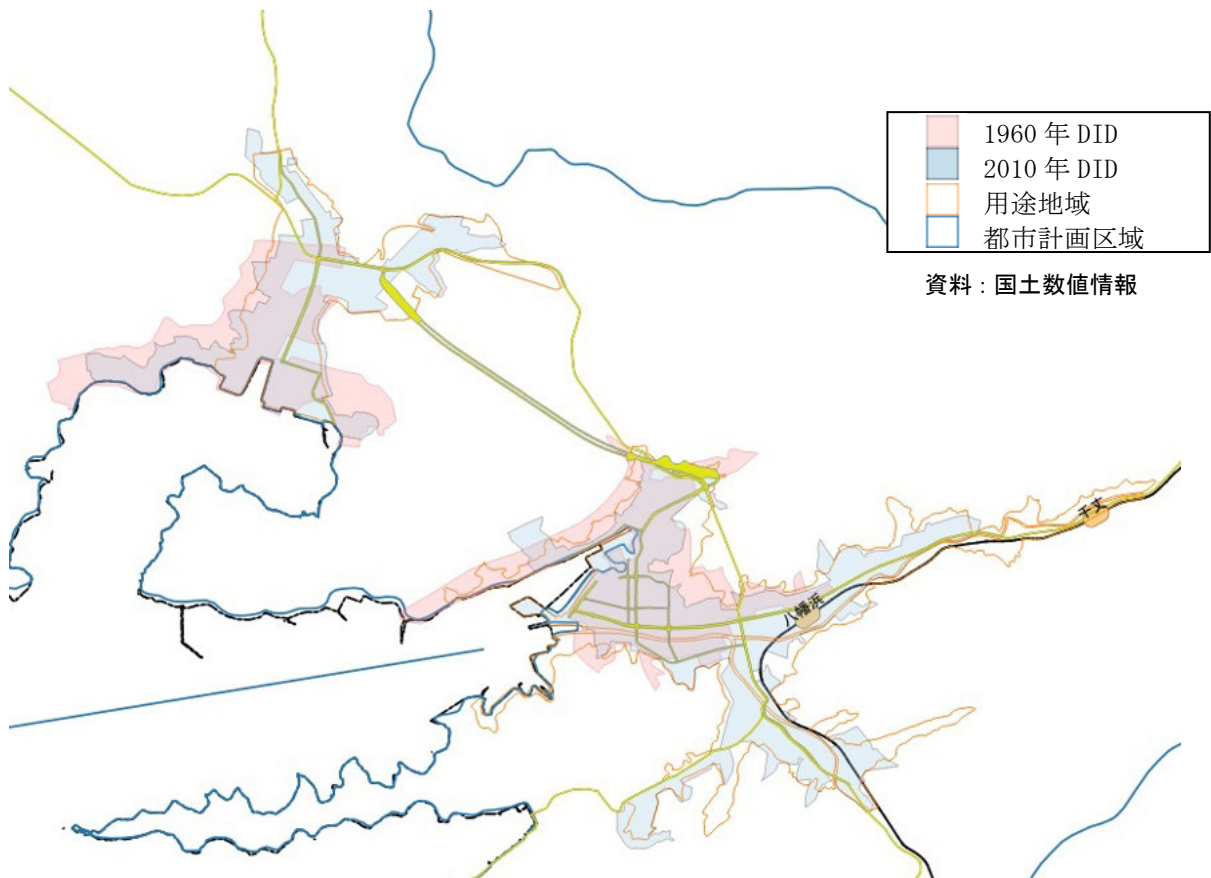 1960 年 DID
2010 年 DID
用途地域
都市計画区域
資料：国土数値情報
千丈
八幡浜